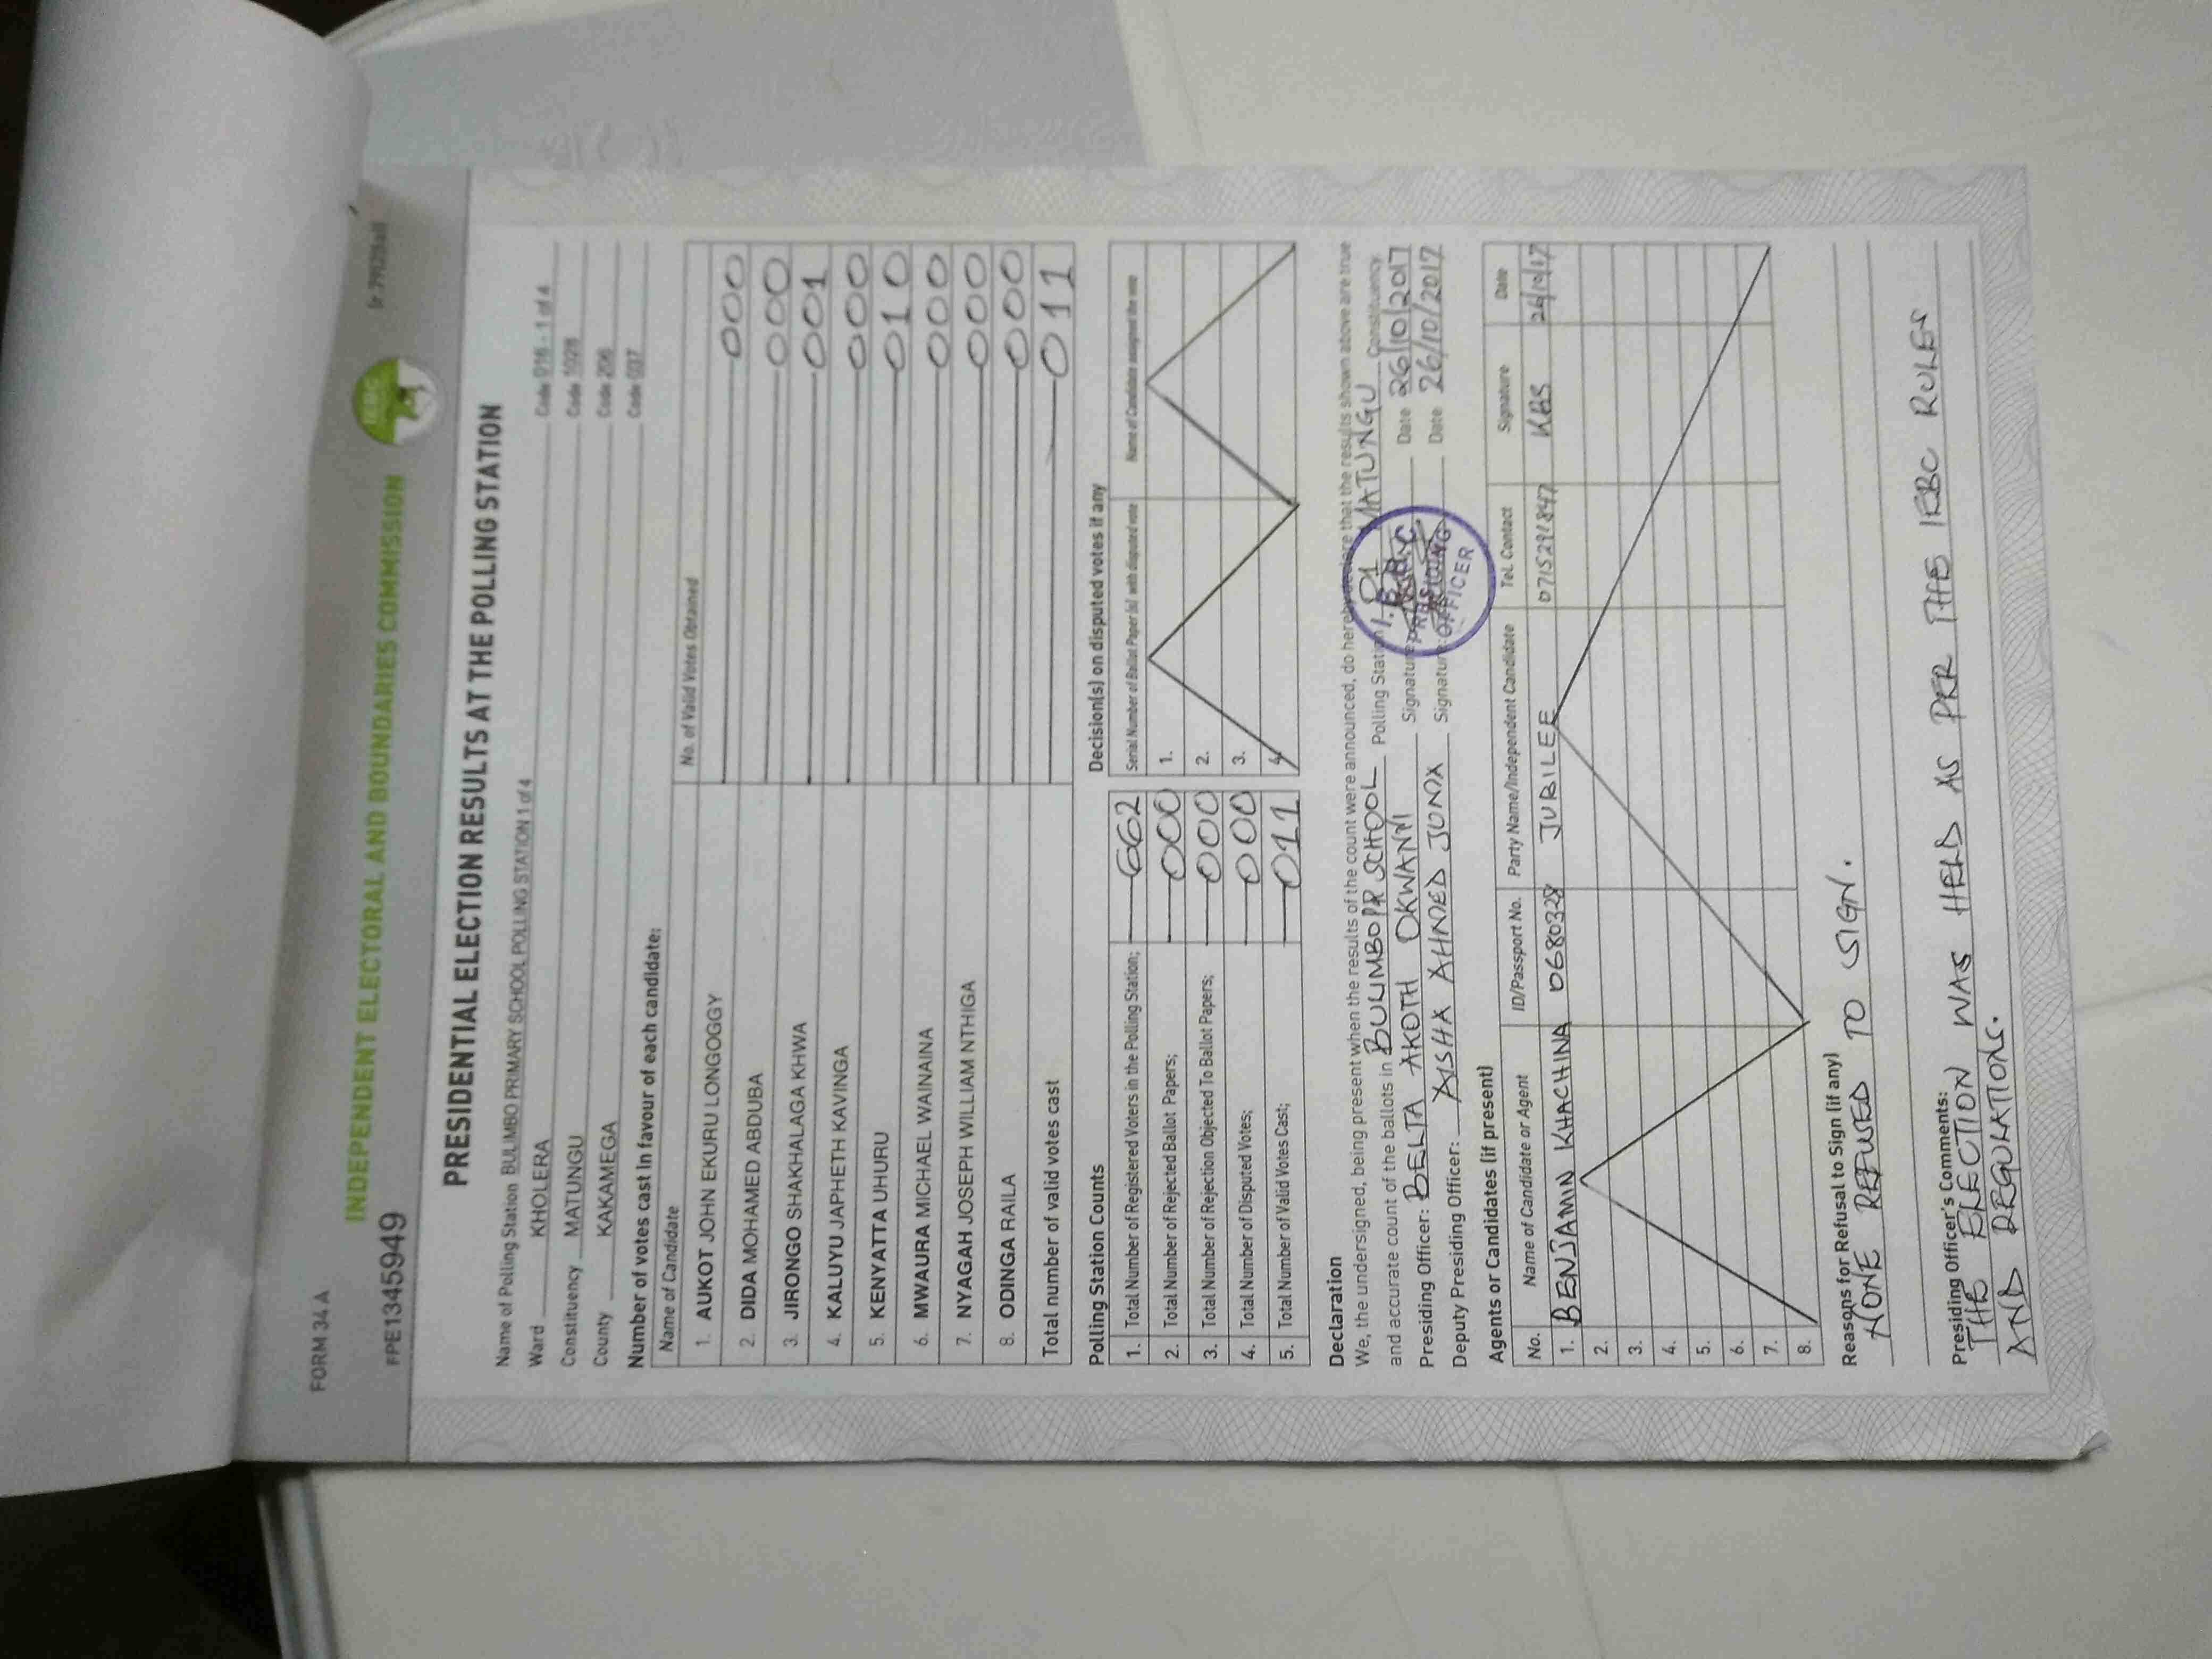 FORM 34 A
INDEPENDENT ELECTORAL AND BOUNDARIES COMMISSION
IEBC
FPE1345949
PRESIDENTIAL ELECTION RESULTS AT THE POLLING STATION
Name of Polling Station BULIMBO PRIMARY SCHOOL POLLING STATION 1 of 4 Code 016 - 1 of 4
Ward KHOLERA Code 1028
Constituency MATUNGU Code 206
County KAKAMEGA Code 037
Number of votes cast in favour of each candidate:
Name of Candidate No. of Valid Votes Obtained
1. AUKOT JOHN EKURU LONGOGGY 000
2. DIDA MOHAMED ABDUBA 000
3. JIRONGO SHAKHALAGA KHWA 001
4. KALUYU JAPHETH KAVINGA 000
5. KENYATTA UHURU 010
6. MWAURA MICHAEL WAINAINA 000
7. NYAGAH JOSEPH WILLIAM NTHIGA 000
8. ODINGA RAILA 000
Total number of valid votes cast 011
Polling Station Counts
1. Total Number of Registered Voters in the Polling Station; 662
2. Total Number of Rejected Ballot Papers; 000
3. Total Number of Rejection Objected To Ballot Papers; 000
4. Total Number of Disputed Votes; 000
5. Total Number of Valid Votes Cast; 011
Decision(s) on disputed votes if any
Serial Number of Ballot Paper (s) with disputed vote Name of Candidate assigned the vote
1.
2.
3.
4.
Declaration
We, the undersigned, being present when the results of the count were announced, do hereby declare that the results shown above are true
and accurate count of the ballots in BULIMBO PR SCHOOL Polling Station 01 MATUNGU Constituency.
Presiding Officer: BELTA AKOTH OKWANYI Signature: Date 26/10/2017
Deputy Presiding Officer: AISHA AHMED JUMA Signature: Date 26/10/2017
I.E.B.C
PRESIDING
OFFICER
Agents or Candidates (if present)
No. Name of Candidate or Agent ID/Passport No. Party Name/Independent Candidate Tel. Contact Signature Date
1. BENJAMIN KHACHINA 0680328 JUBILEE 0715291847 KBS 26/10/17
2.
3.
4.
5.
6.
7.
8.
Reasons for Refusal to Sign (if any)
NONE REFUSED TO SIGN.
Presiding Officer's Comments:
THE ELECTION WAS HELD AS PER THE IEBC RULES
AND REGULATIONS.